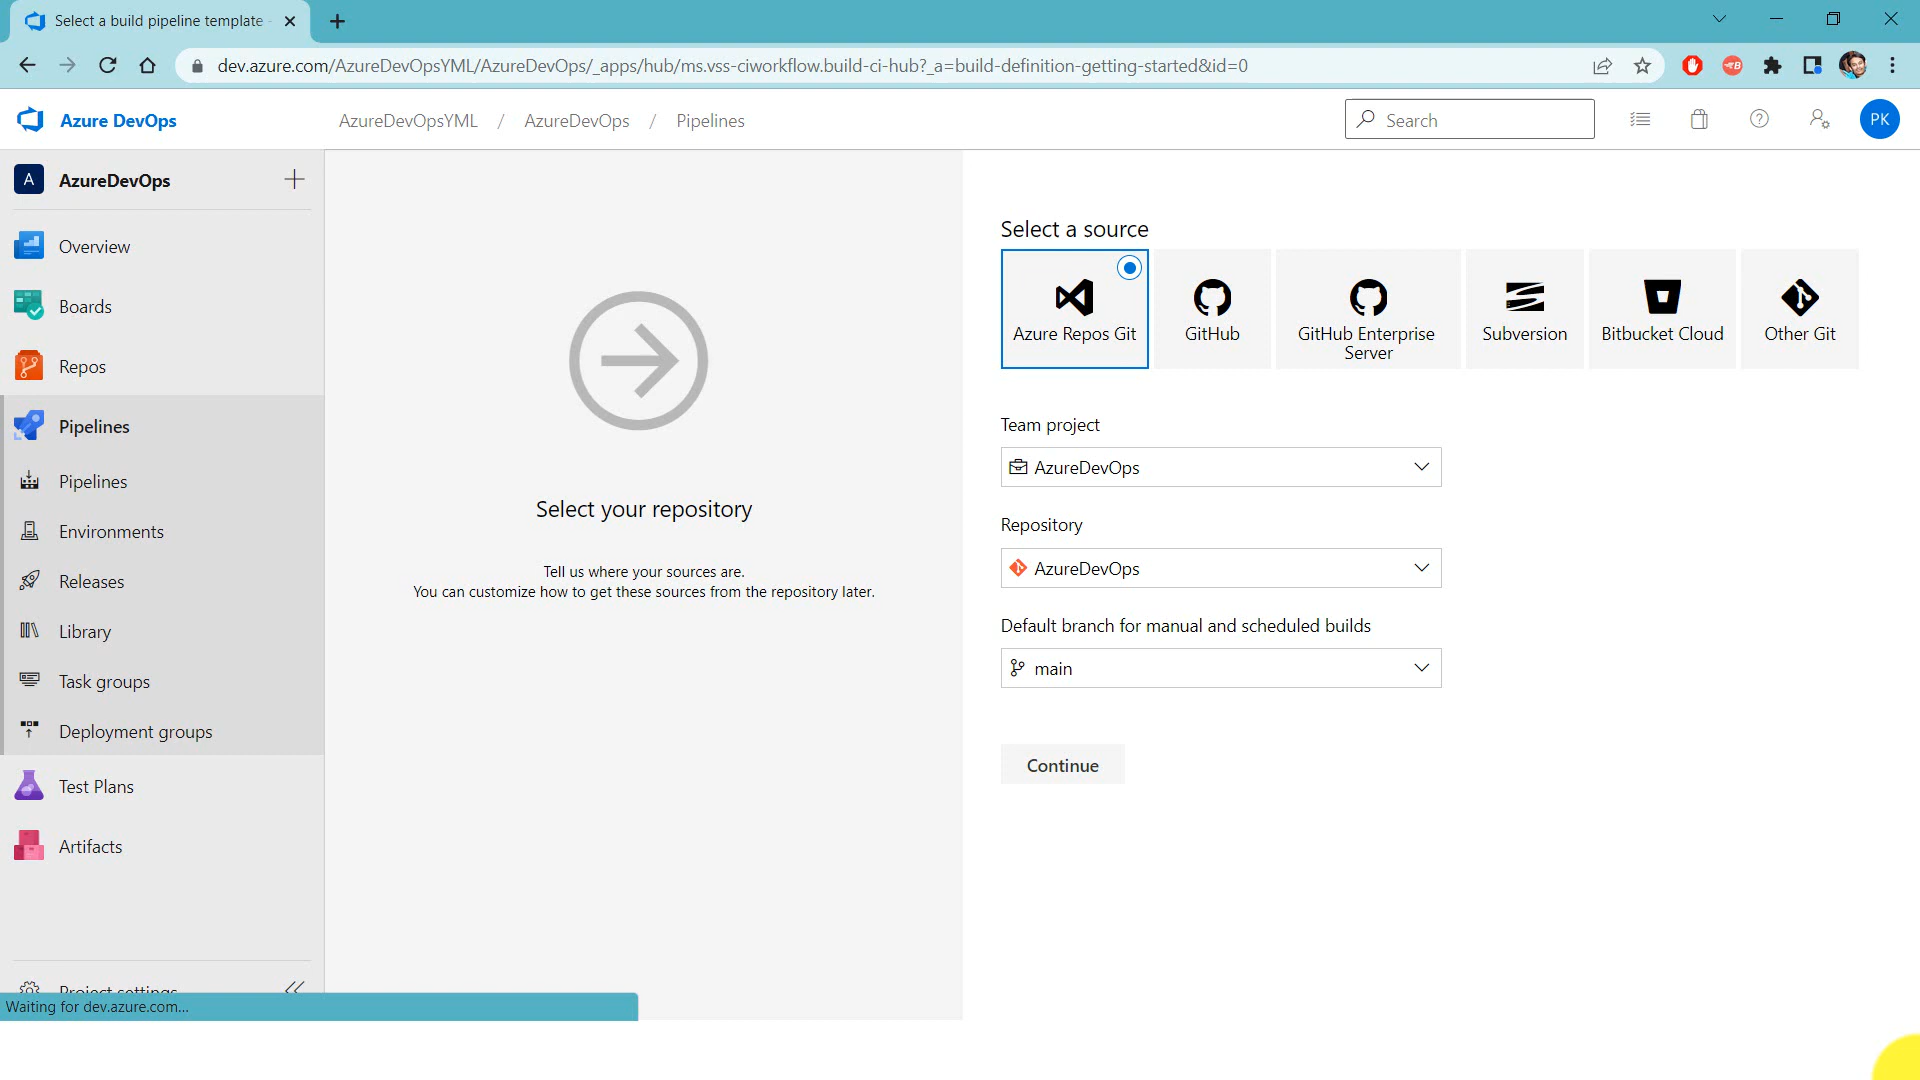 Select a build pipeline template -
dev.azure.com/AzureDevOpsYML/AzureDevOps/_apps/hub/ms.vss-ciworkflow.build-ci-hub?_a=build-definition-getting-started&id=0
Azure DevOps
AzureDevOpsYML / AzureDevOps / Pipelines
Search
PK
A AzureDevOps
Overview
Boards
Repos
Pipelines
Pipelines
Environments
Releases
Library
Task groups
Deployment groups
Test Plans
Artifacts
Project settings
Waiting for dev.azure.com...
Select your repository
Tell us where your sources are.
You can customize how to get these sources from the repository later.
Select a source
Azure Repos Git
GitHub
GitHub Enterprise
Server
Subversion
Bitbucket Cloud
Other Git
Team project
AzureDevOps
Repository
AzureDevOps
Default branch for manual and scheduled builds
main
Continue